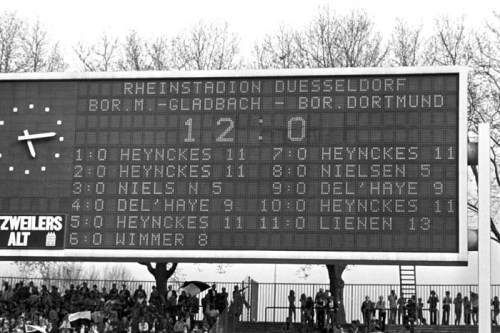 RHEINSTADION DUESSELDORF
BOR.M.-GLADBACH - BOR.DORTMUND
12 : 0
1:0 HEYNCKES 11 7:0 HEYNCKES 11
2:0 HEYNCKES 11 8:0 NIELSEN 5
3:0 NIELS N 5 9:0 DEL'HAYE 9
4:0 DEL'HAYE 9 10:0 HEYNCKES 11
5:0 HEYNCKES 11 11:0 LIENEN 13
6:0 WIMMER 8
TZWEILERS
ALT